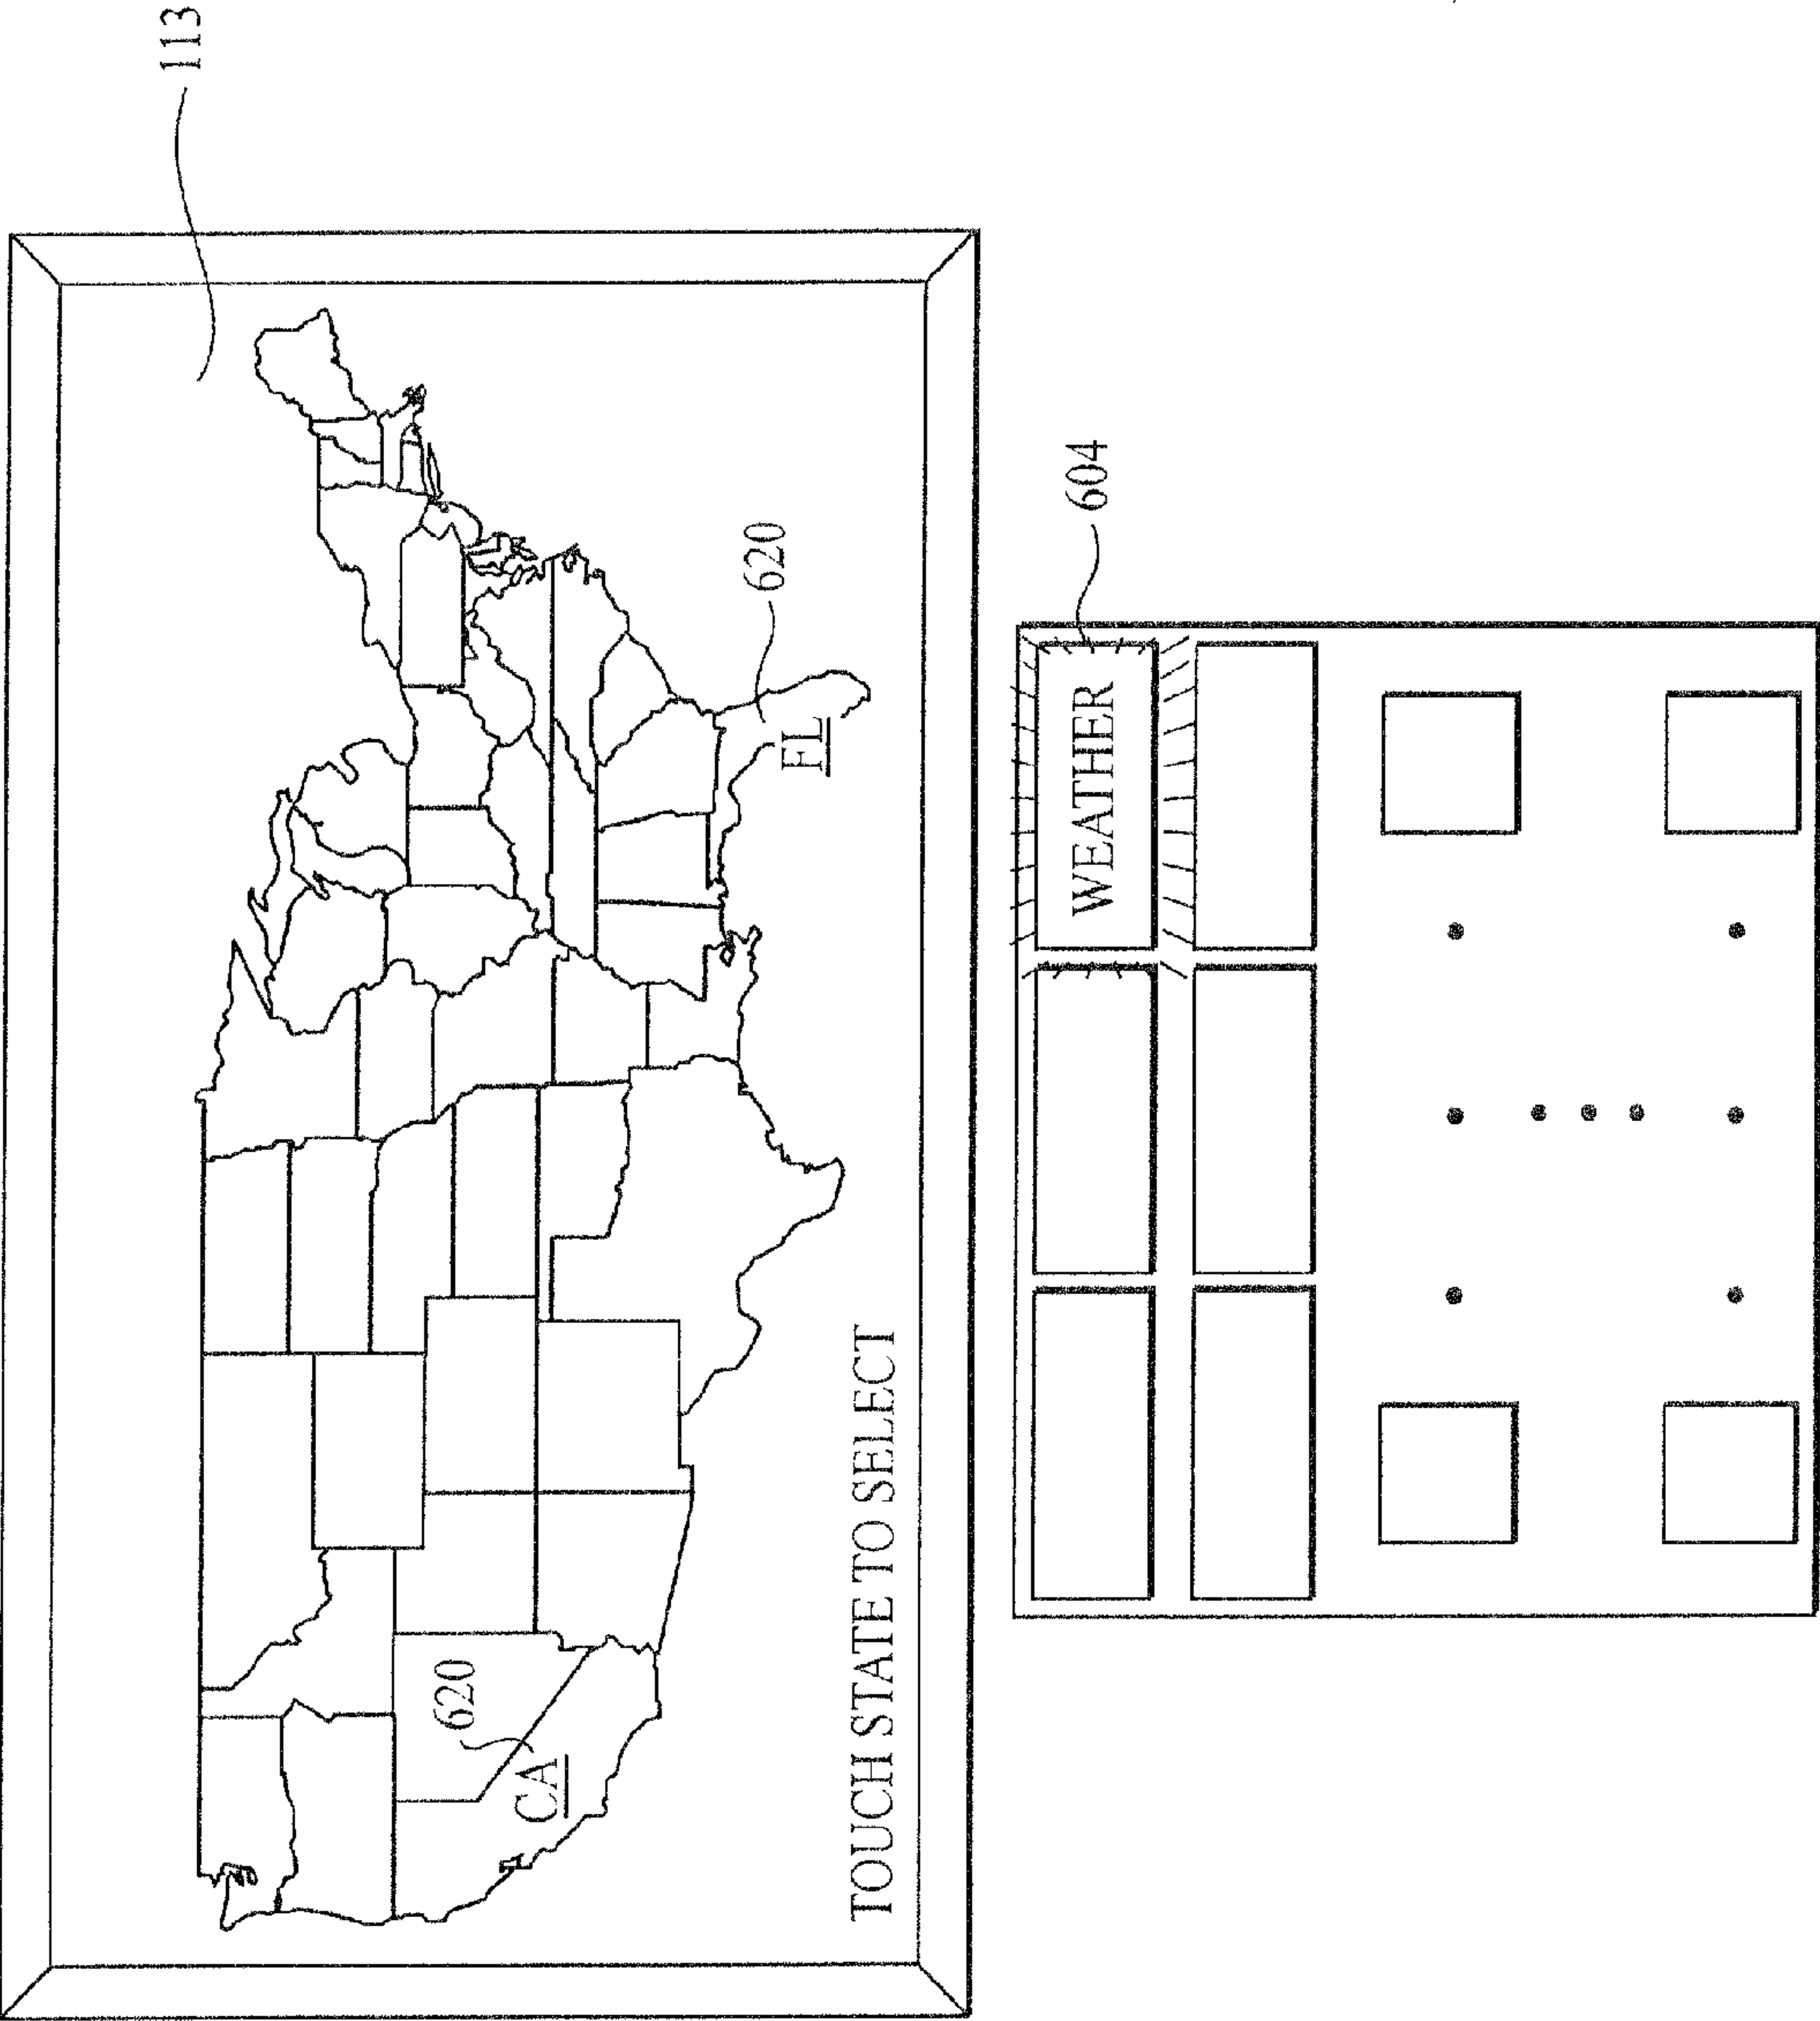 113
620
FL
620
CA
TOUCH STATE TO SELECT
604
WEATHER